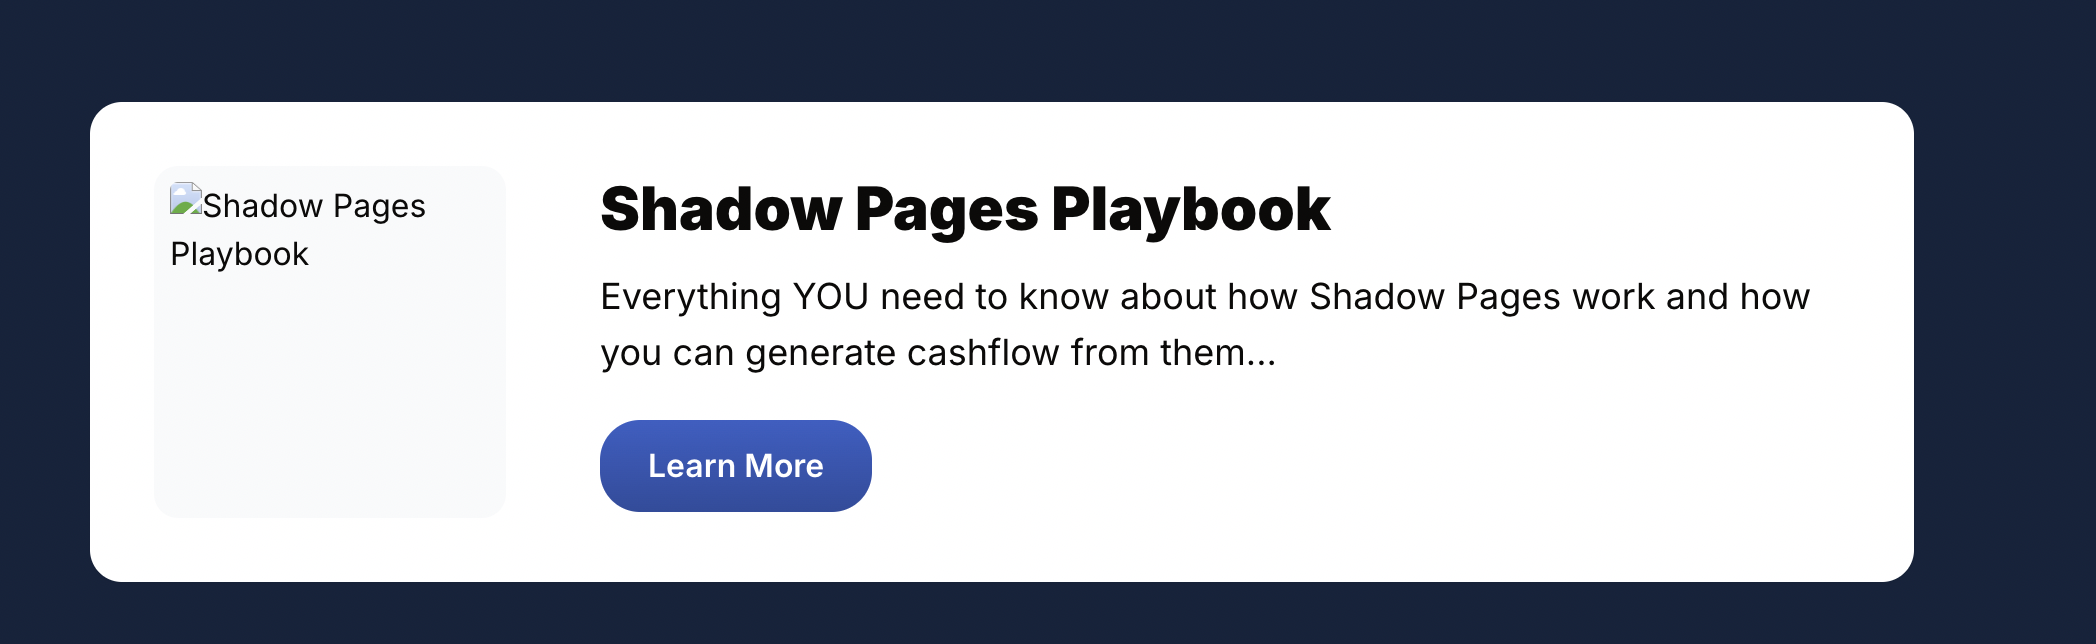 Shadow Pages
Playbook
Shadow Pages Playbook
Everything YOU need to know about how Shadow Pages work and how
you can generate cashflow from them...
Learn More